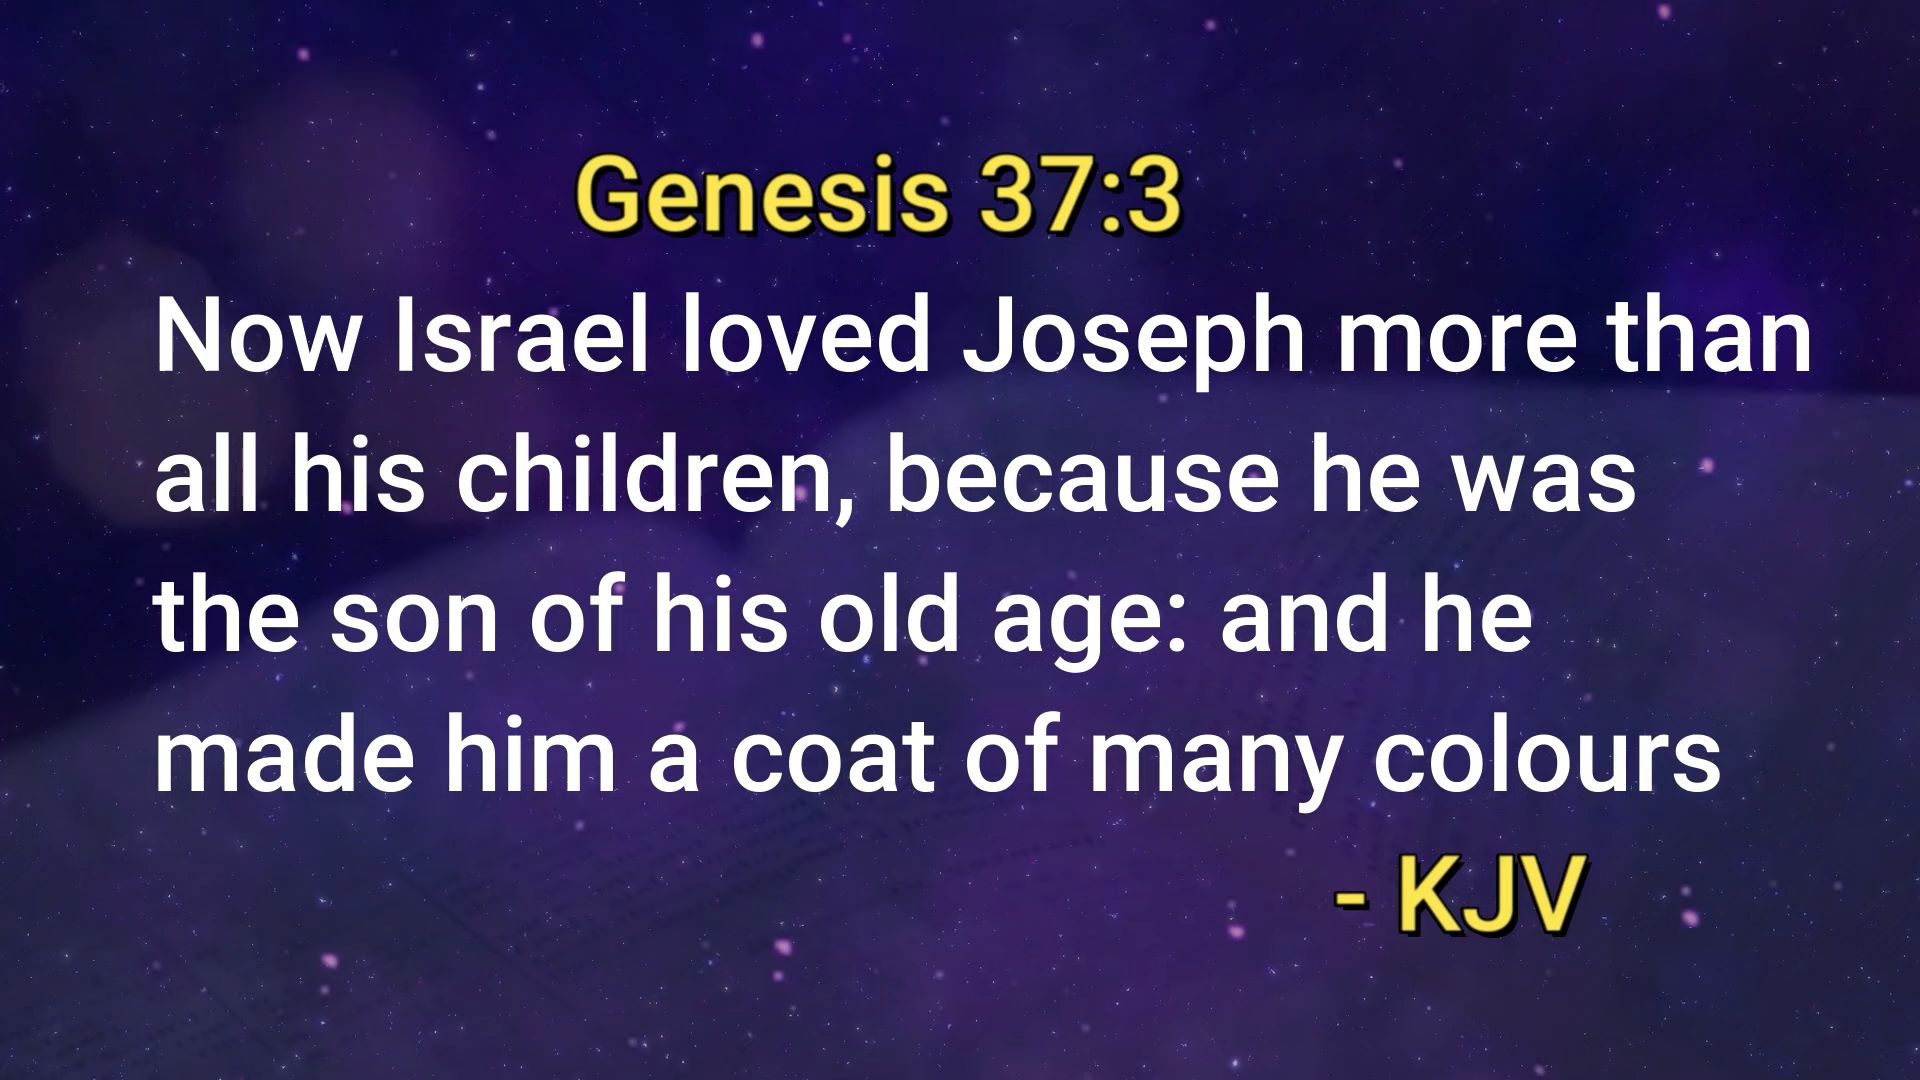 Genesis 37:3
Now Israel loved Joseph more than
all his children, because he was
the son of his old age: and he
made him a coat of many colours
- KJV